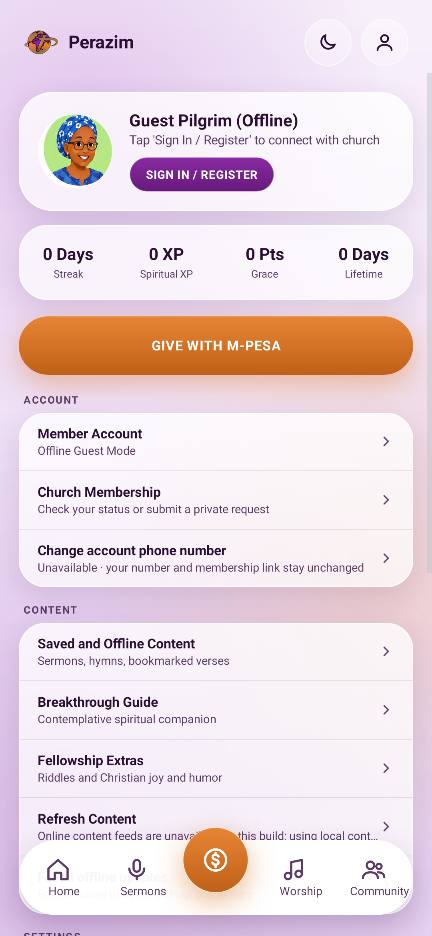 Perazim
Guest Pilgrim (Offline)
Tap 'Sign In / Register' to connect with church
SIGN IN / REGISTER
0 Days
0 XP
0 Pts
0 Days
Streak
Spiritual XP
Grace
Lifetime
GIVE WITH M-PESA
ACCOUNT
Member Account
Offline Guest Mode
Church Membership
Check your status or submit a private request
Change account phone number
Unavailable · your number and membership link stay unchanged
CONTENT
Saved and Offline Content
Sermons, hymns, bookmarked verses
Breakthrough Guide
Contemplative spiritual companion
Fellowship Extras
Riddles and Christian joy and humor
Refresh Content
Online content feeds are this build; using local cont...
Home
Sermons
Worship
Community
SETTINGS